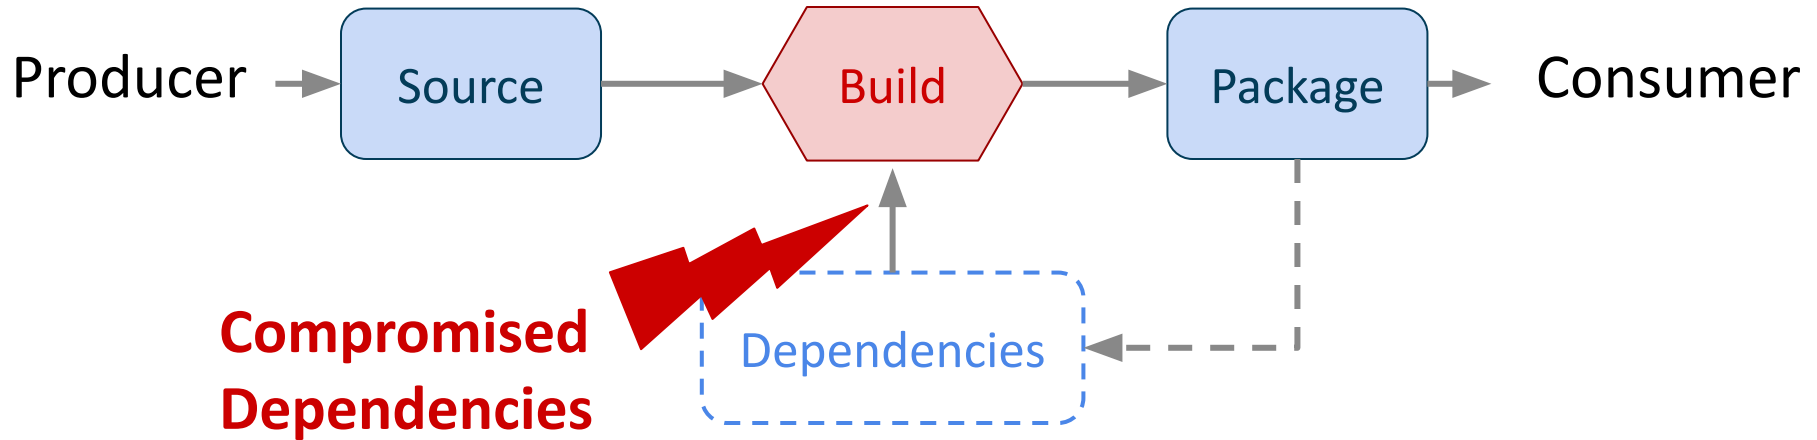 Producer
Source
Build
Package
Consumer
Compromised
Dependencies
Dependencies